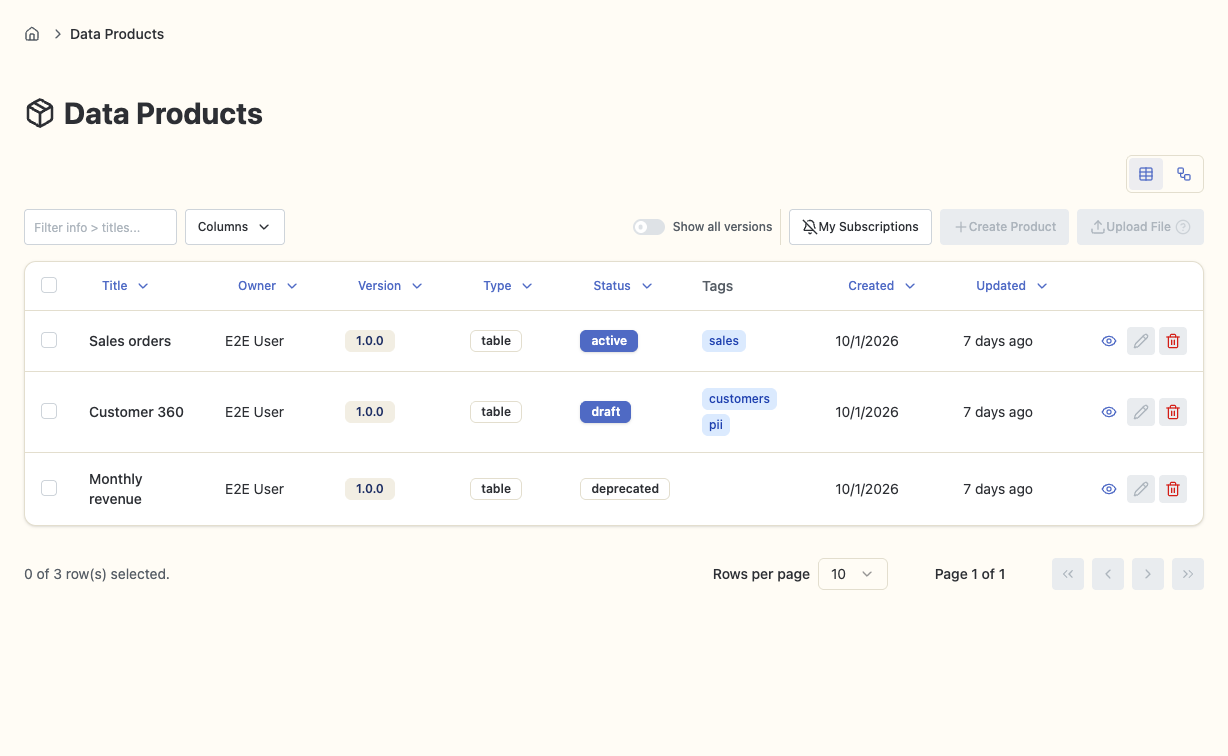 Data Products
Data Products
Filter info > titles...
Columns
Show all versions
My Subscriptions
Create Product
Upload File
Title Owner Version Type Status Tags Created Updated
Sales orders E2E User 1.0.0 table active sales 10/1/2026 7 days ago
Customer 360 E2E User 1.0.0 table draft customers 10/1/2026 7 days ago
pii
Monthly
revenue E2E User 1.0.0 table deprecated 10/1/2026 7 days ago
0 of 3 row(s) selected.
Rows per page 10
Page 1 of 1